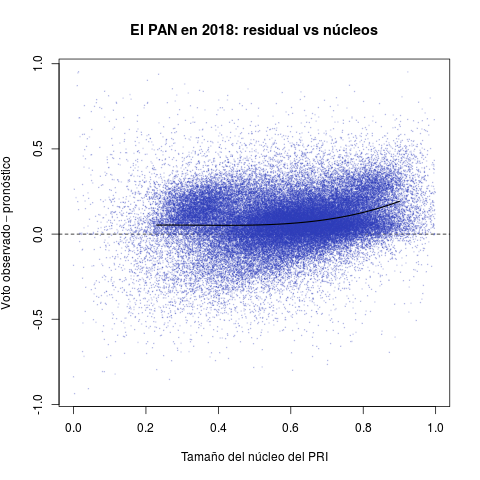 El PAN en 2018: residual vs núcleos
Voto observado – pronóstico
1.0
0.5
0.0
-0.5
-1.0
0.0 0.2 0.4 0.6 0.8 1.0
Tamaño del núcleo del PRI